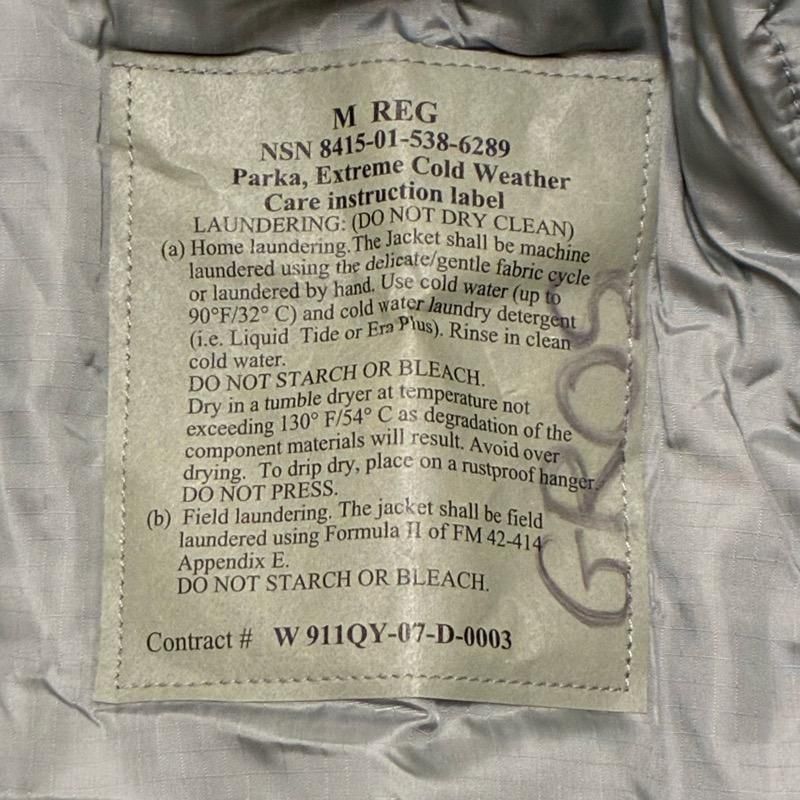 M REG
NSN 8415-01-538-6289
Parka, Extreme Cold Weather
Care instruction label
LAUNDERING: (DO NOT DRY CLEAN)
(a) Home laundering. The Jacket shall be machine
laundered using the delicate/gentle fabric cycle
or laundered by hand. Use cold water (up to
90°F/32° C) and cold water laundry detergent
(i.e. Liquid Tide or Era Plus). Rinse in clean
cold water.
DO NOT STARCH OR BLEACH.
Dry in a tumble dryer at temperature not
exceeding 130° F/54° C as degradation of the
component materials will result. Avoid over
drying. To drip dry, place on a rustproof hanger.
DO NOT PRESS.
(b) Field laundering. The jacket shall be field
laundered using Formula II of FM 42-414
Appendix E.
DO NOT STARCH OR BLEACH.
Contract # W 911QY-07-D-0003
GROS